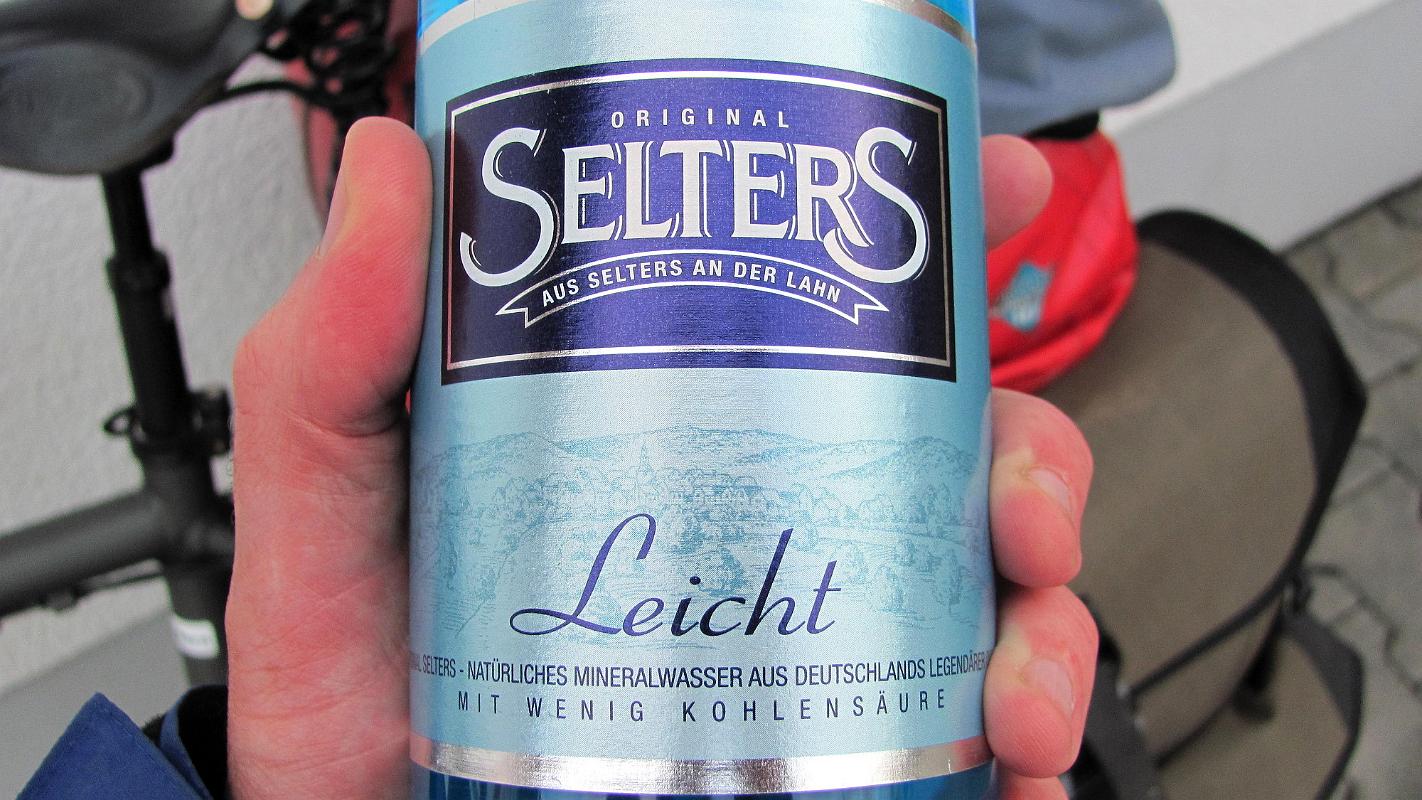 ORIGINAL
SELTERS
AUS SELTERS AN DER LAHN
Leicht
SELTERS - NATÜRLICHES MINERALWASSER AUS DEUTSCHLANDS LEGENDÄRER
MIT WENIG KOHLENSÄURE